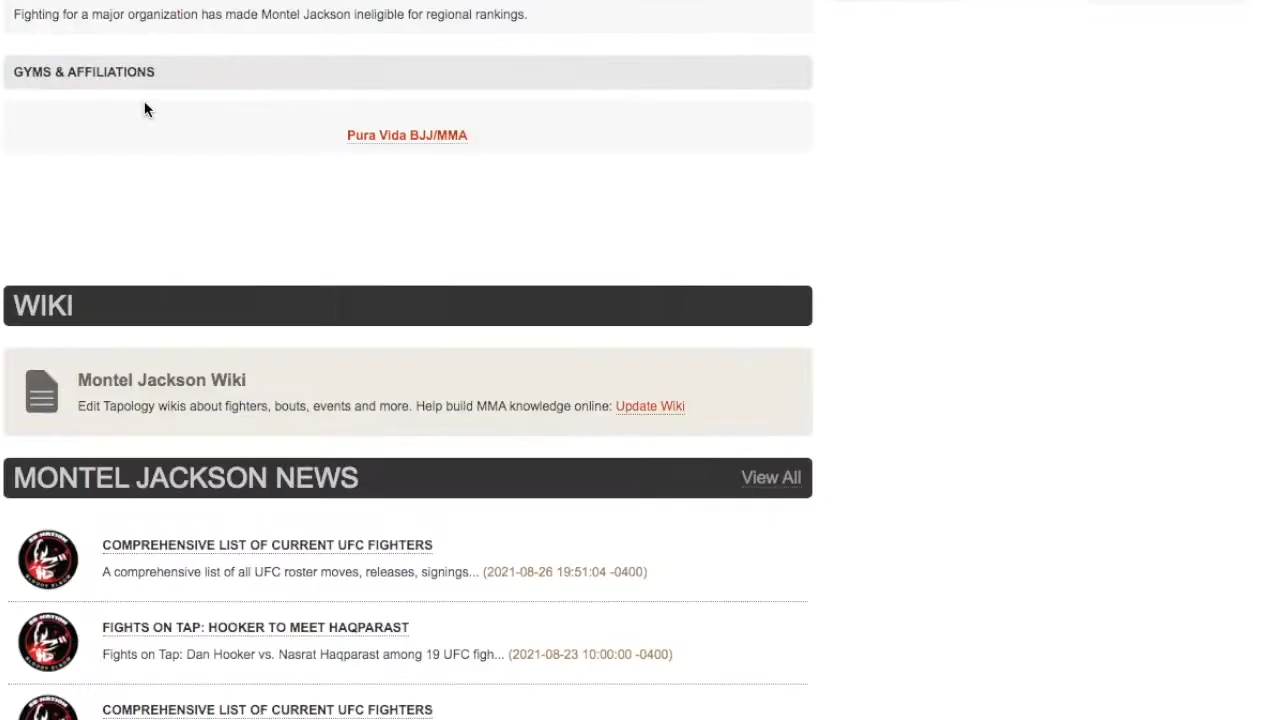 Fighting for a major organization has made Montel Jackson ineligible for regional rankings.
GYMS & AFFILIATIONS
Pura Vida BJJ/MMA
WIKI
Montel Jackson Wiki
Edit Tapology wikis about fighters, bouts, events and more. Help build MMA knowledge online: Update Wiki
MONTEL JACKSON NEWS View All
COMPREHENSIVE LIST OF CURRENT UFC FIGHTERS
A comprehensive list of all UFC roster moves, releases, signings... (2021-08-26 19:51:04 -0400)
FIGHTS ON TAP: HOOKER TO MEET HAQPARAST
Fights on Tap: Dan Hooker vs. Nasrat Haqparast among 19 UFC figh... (2021-08-23 10:00:00 -0400)
COMPREHENSIVE LIST OF CURRENT UFC FIGHTERS